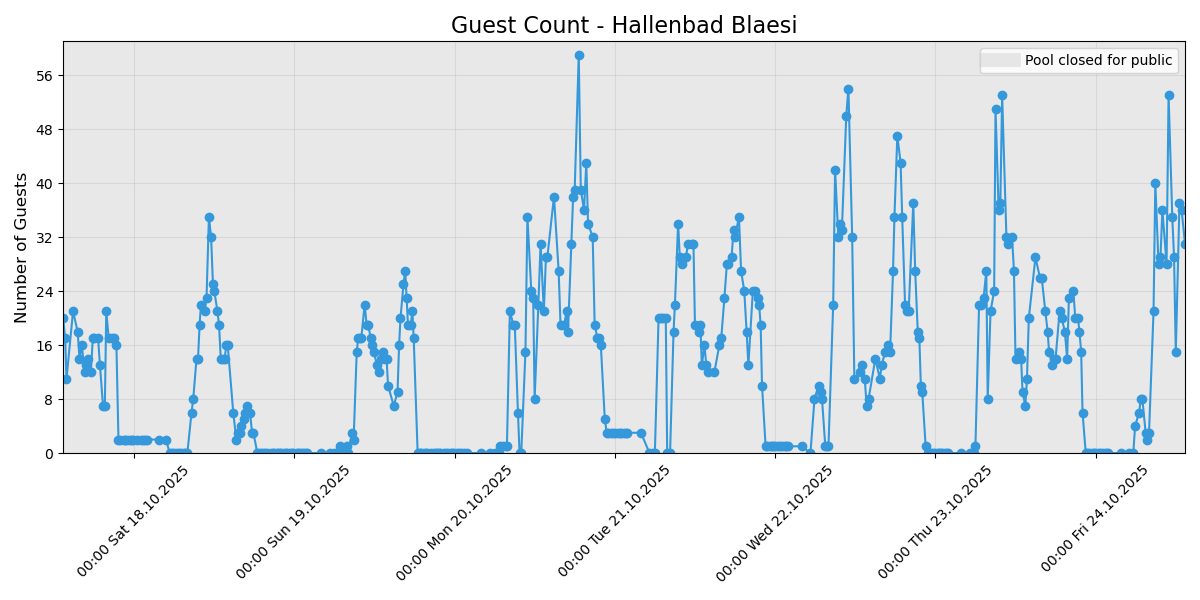 Guest Count - Hallenbad Blaesi
Pool closed for public
Number of Guests
56
48
40
32
24
16
8
0
00:00 Sat 18.10.2025
00:00 Sun 19.10.2025
00:00 Mon 20.10.2025
00:00 Tue 21.10.2025
00:00 Wed 22.10.2025
00:00 Thu 23.10.2025
00:00 Fri 24.10.2025